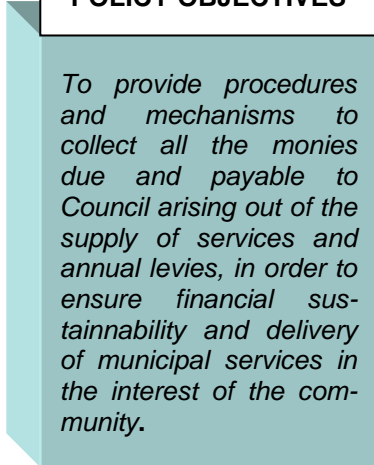 POLICY OBJECTIVES
To provide procedures
and mechanisms to
collect all the monies
due and payable to
Council arising out of the
supply of services and
annual levies, in order to
ensure financial sus-
tainnability and delivery
of municipal services in
the interest of the com-
munity.